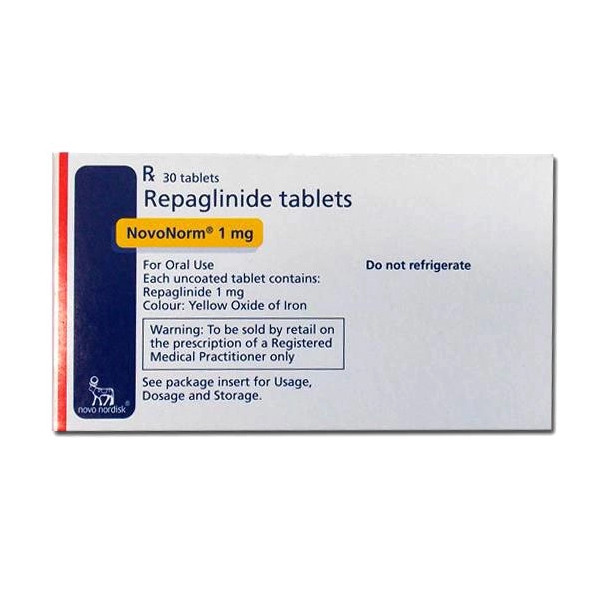 Rx 30 tablets
Repaglinide tablets
NovoNorm® 1 mg
For Oral Use
Each uncoated tablet contains:
Repaglinide 1 mg
Colour: Yellow Oxide of Iron
Do not refrigerate
Warning: To be sold by retail on
the prescription of a Registered
Medical Practitioner only
See package insert for Usage,
Dosage and Storage.
novo nordisk®